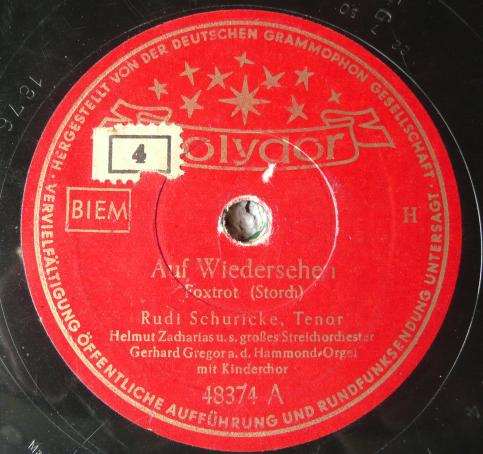 · HERGESTELLT VON DER DEUTSCHEN GRAMMOPHON GESELLSCHAFT ·
VERVIELFÄLTIGUNG ÖFFENTLICHE AUFFÜHRUNG UND RUNDFUNKSENDUNG UNTERSAGT
olydor
4
BIEM
H
Auf Wiedersehen
Foxtrot (Storch)
Rudi Schuricke, Tenor
Helmut Zacharias u. s. großes Streichorchester
Gerhard Gregor a. d. Hammond-Orgel
mit Kinderchor
48374 A